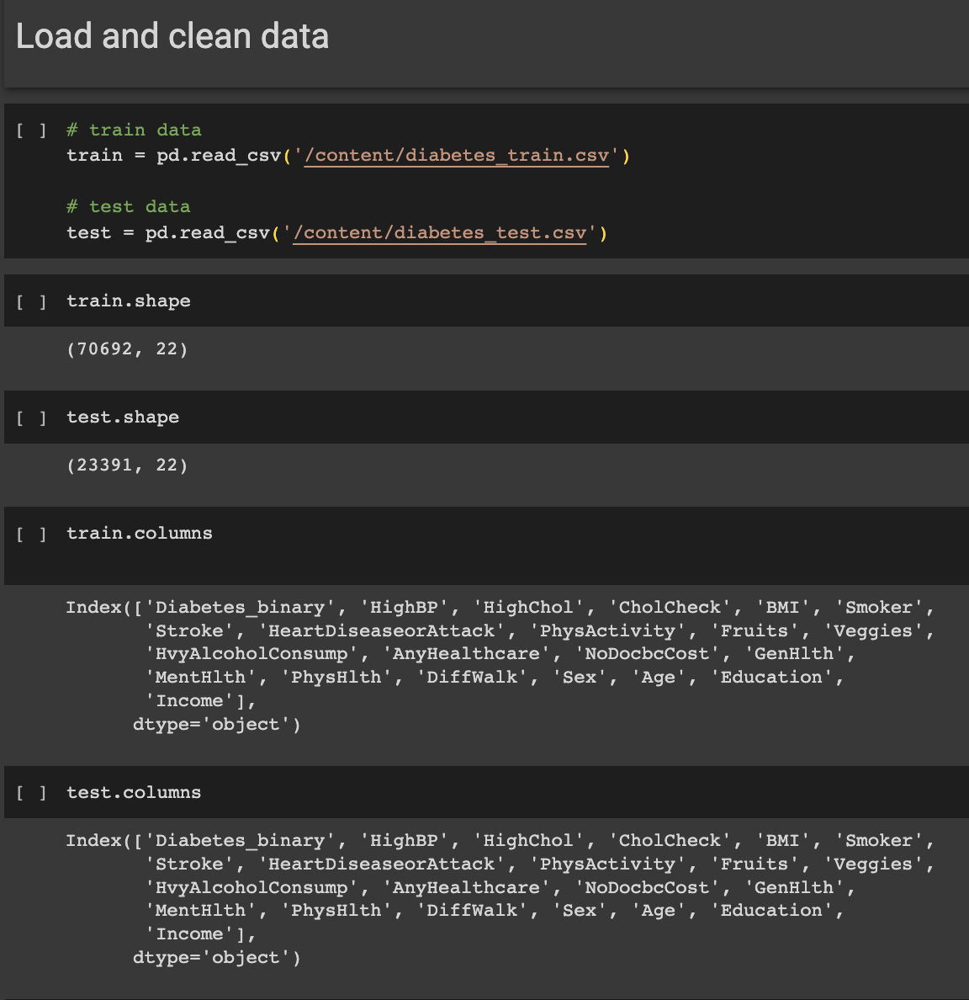 Load and clean data
[ ] # train data
train = pd.read_csv('/content/diabetes_train.csv')
# test data
test = pd.read_csv('/content/diabetes_test.csv')
[ ] train.shape
(70692, 22)
[ ] test.shape
(23391, 22)
[ ] train.columns
Index(['Diabetes_binary', 'HighBP', 'HighChol', 'CholCheck', 'BMI', 'Smoker',
'Stroke', 'HeartDiseaseorAttack', 'PhysActivity', 'Fruits', 'Veggies',
'HvyAlcoholConsump', 'AnyHealthcare', 'NoDocbcCost', 'GenHlth',
'MentHlth', 'PhysHlth', 'DiffWalk', 'Sex', 'Age', 'Education',
'Income'],
dtype='object')
[ ] test.columns
Index(['Diabetes_binary', 'HighBP', 'HighChol', 'CholCheck', 'BMI', 'Smoker',
'Stroke', 'HeartDiseaseorAttack', 'PhysActivity', 'Fruits', 'Veggies',
'HvyAlcoholConsump', 'AnyHealthcare', 'NoDocbcCost', 'GenHlth',
'MentHlth', 'PhysHlth', 'DiffWalk', 'Sex', 'Age', 'Education',
'Income'],
dtype='object')